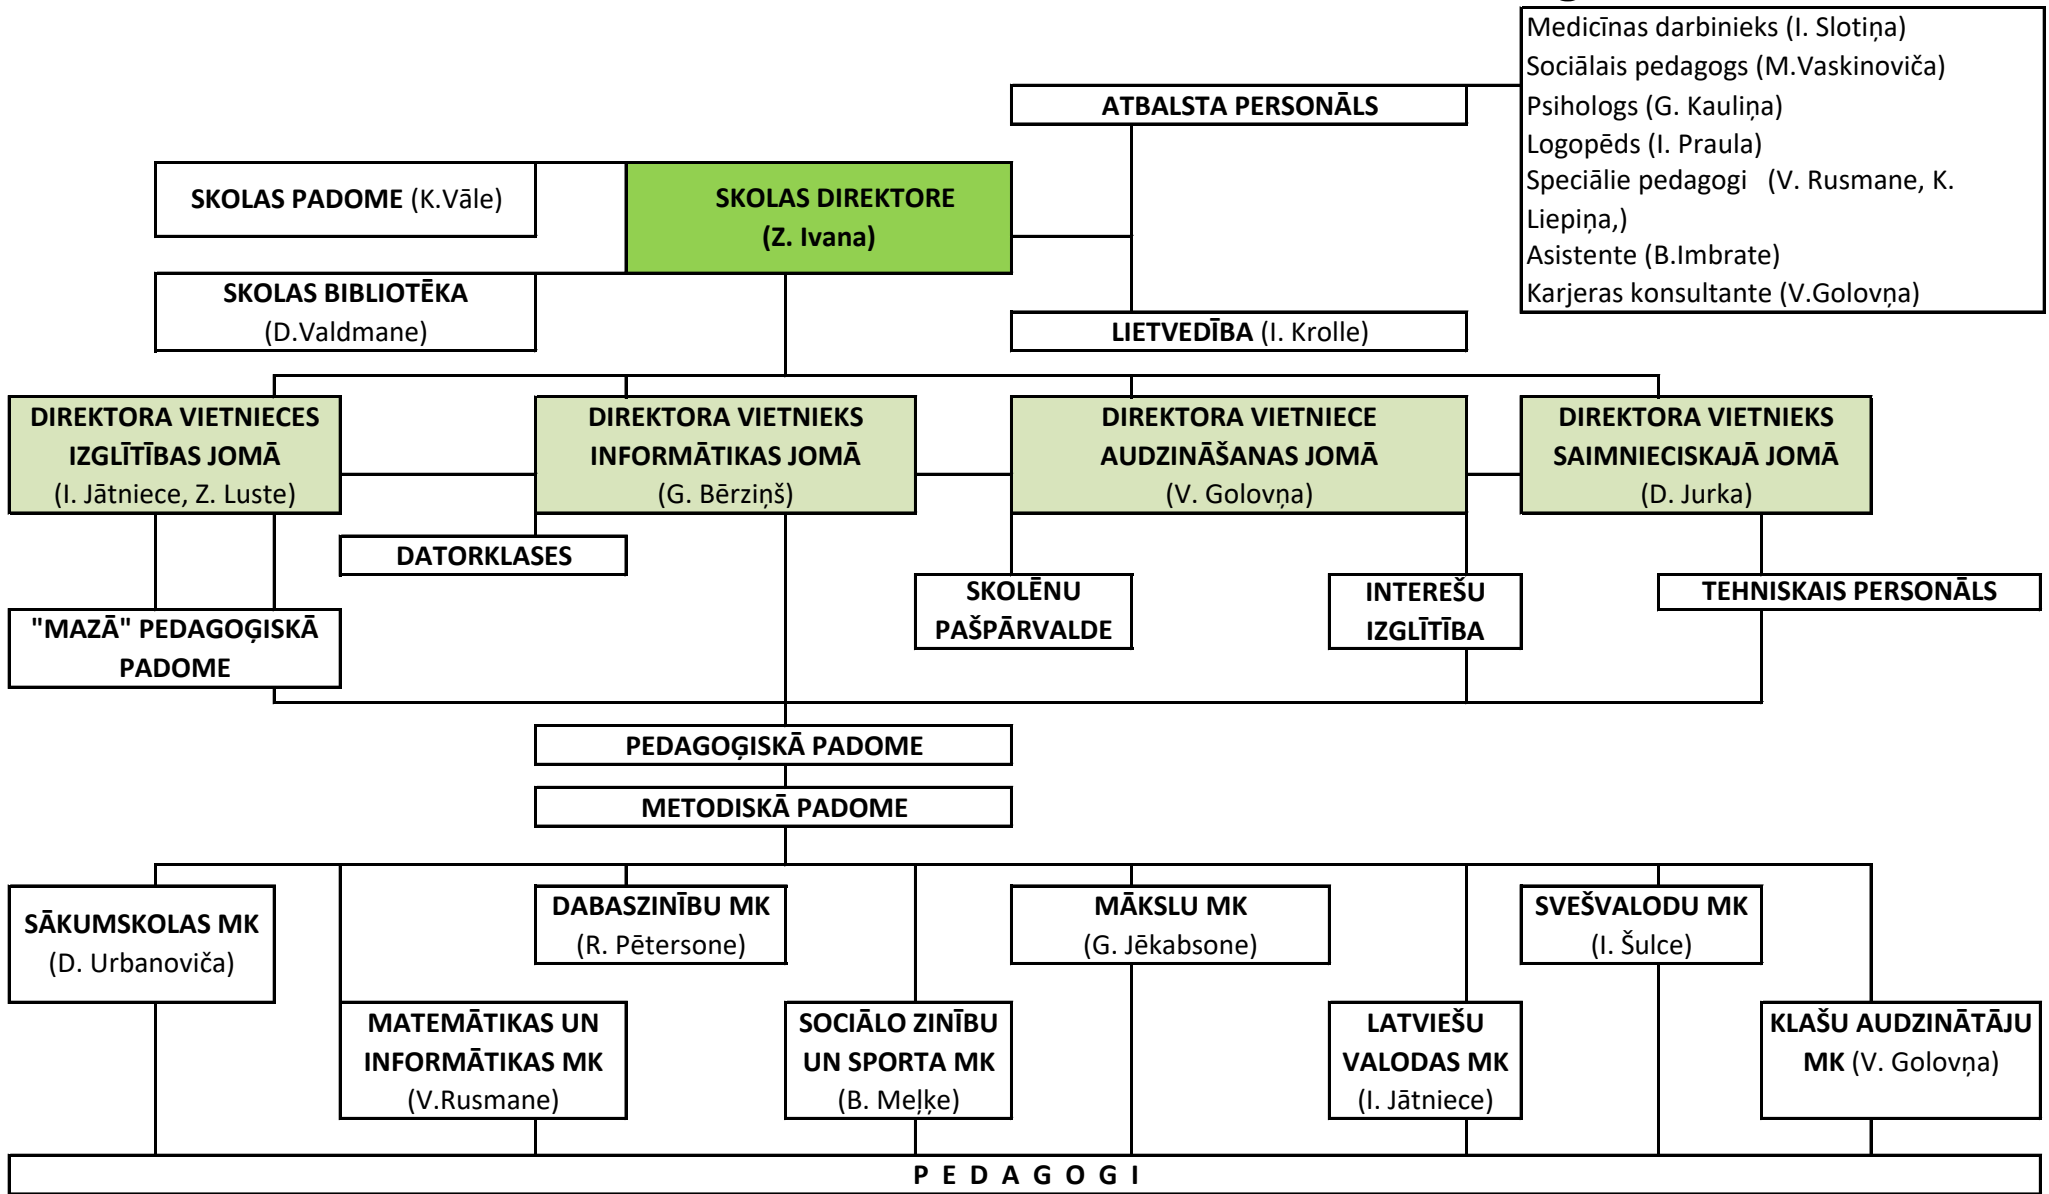 Medicīnas darbinieks (I. Slotiņa)
Sociālais pedagogs (M.Vaskinoviča)
Psihologs (G. Kauliņa)
Logopēds (I. Praula)
Speciālie pedagogi (V. Rusmane, K.
Liepiņa,)
Asistente (B.Imbrate)
Karjeras konsultante (V.Golovņa)
ATBALSTA PERSONĀLS
SKOLAS PADOME (K.Vāle)
SKOLAS DIREKTORE
(Z. Ivana)
SKOLAS BIBLIOTĒKA
(D.Valdmane)
LIETVEDĪBA (I. Krolle)
DIREKTORA VIETNIECES
IZGLĪTĪBAS JOMĀ
(I. Jātniece, Z. Luste)
DIREKTORA VIETNIEKS
INFORMĀTIKAS JOMĀ
(G. Bērziņš)
DIREKTORA VIETNIECE
AUDZINĀŠANAS JOMĀ
(V. Golovņa)
DIREKTORA VIETNIEKS
SAIMNIECISKAJĀ JOMĀ
(D. Jurka)
DATORKLASES
SKOLĒNU
PAŠPĀRVALDE
INTEREŠU
IZGLĪTĪBA
TEHNISKAIS PERSONĀLS
"MAZĀ" PEDAGOĢISKĀ
PADOME
PEDAGOĢISKĀ PADOME
METODISKĀ PADOME
SĀKUMSKOLAS MK
(D. Urbanoviča)
DABASZINĪBU MK
(R. Pētersone)
MĀKSLU MK
(G. Jēkabsone)
SVEŠVALODU MK
(I. Šulce)
MATEMĀTIKAS UN
INFORMĀTIKAS MK
(V.Rusmane)
SOCIĀLO ZINĪBU
UN SPORTA MK
(B. Meļķe)
LATVIEŠU
VALODAS MK
(I. Jātniece)
KLAŠU AUDZINĀTĀJU
MK (V. Golovņa)
P E D A G O G I